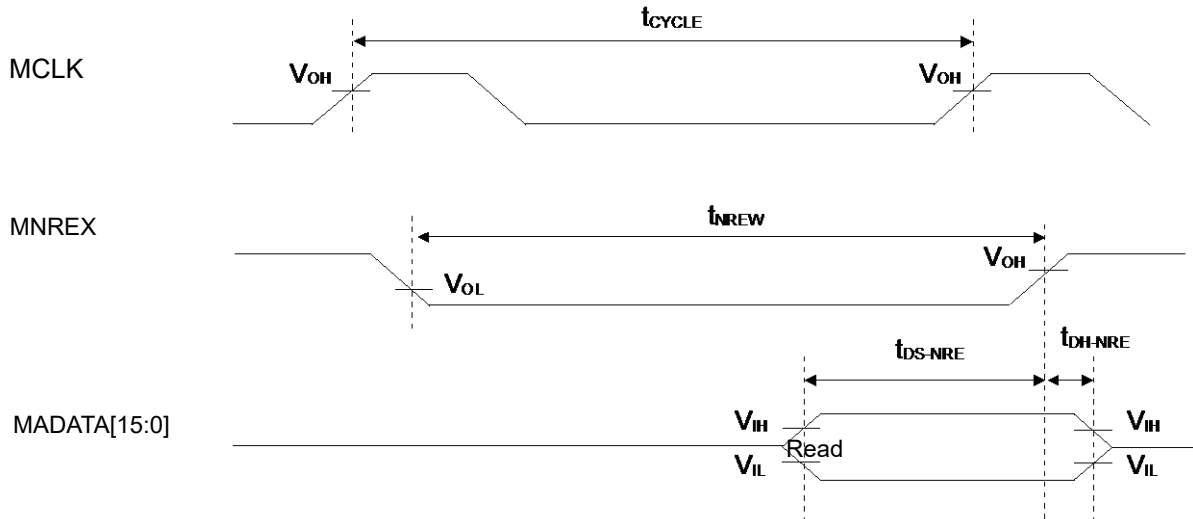 tCYCLE
MCLK
VOH
VOH
MNREX
tNREW
VOL
VOH
tDS-NRE
tDH-NRE
MADATA[15:0]
VIH
VIH
Read
VIL
VIL